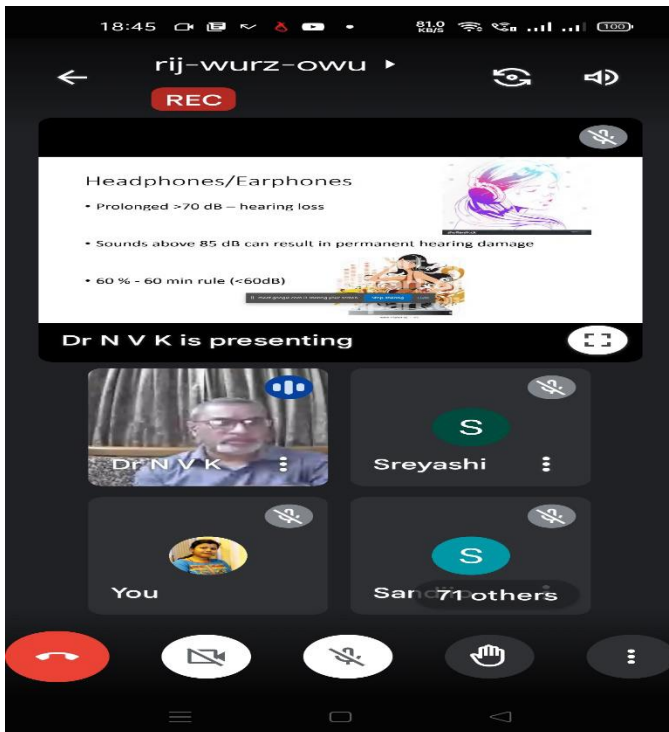 18:45
81.0
KB/S
100
rij-wurz-owu
REC
Headphones/Earphones
• Prolonged >70 dB – hearing loss
• Sounds above 85 dB can result in permanent hearing damage
• 60 % - 60 min rule (<60dB)
Dr N V K is presenting
S
Dr N V K
Sreyashi
S
You
71 others